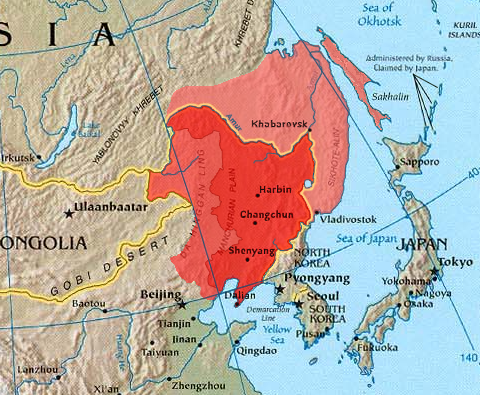 SIA
KHREBET D
Sea of
Okhotsk
KURIL
ISLANDS
Administered by Russia,
Claimed by Japan.
Sakhalin
YABLONOVYY KHREBET
Lake
Baikal
Irkutsk
Amur
Khabarovsk
SIKHOTE-ALIN'
Sapporo
40
Ulaanbaatar
ONGOLIA
GOBI DESERT
DA HINGGAN LING
MANCHURIAN PLAIN
Harbin
Changchun
Shenyang
Vladivostok
Sea of Japan
JAPAN
Tokyo
Yokohama
Nagoya
Osaka
NORTH
KOREA
Pyongyang
Seoul
SOUTH
KOREA
Pusan
Fukuoka
140
Demarcation
Line
Yellow
Sea
Baotou
Beijing
Dalian
Tianjin
Jinan
Taiyuan
Qingdao
Lanzhou
Huang He
Zhengzhou
Xi'an